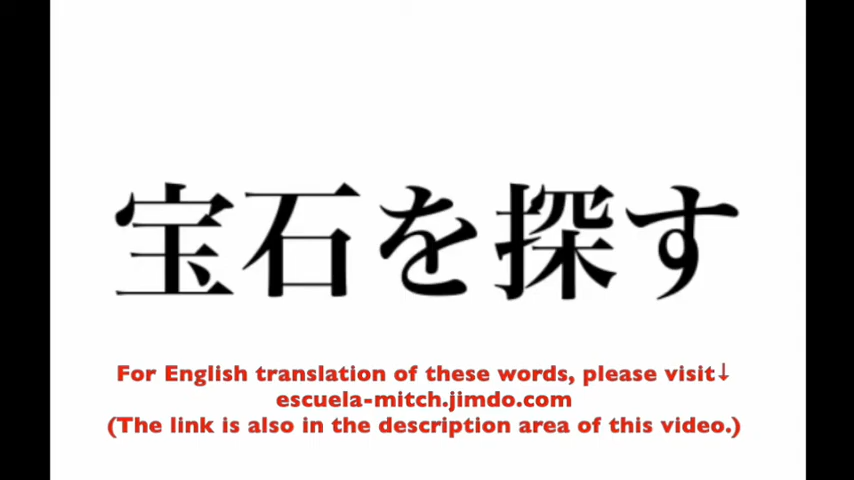 宝石を探す
For English translation of these words, please visit↓
escuela-mitch.jimdo.com
(The link is also in the description area of this video.)